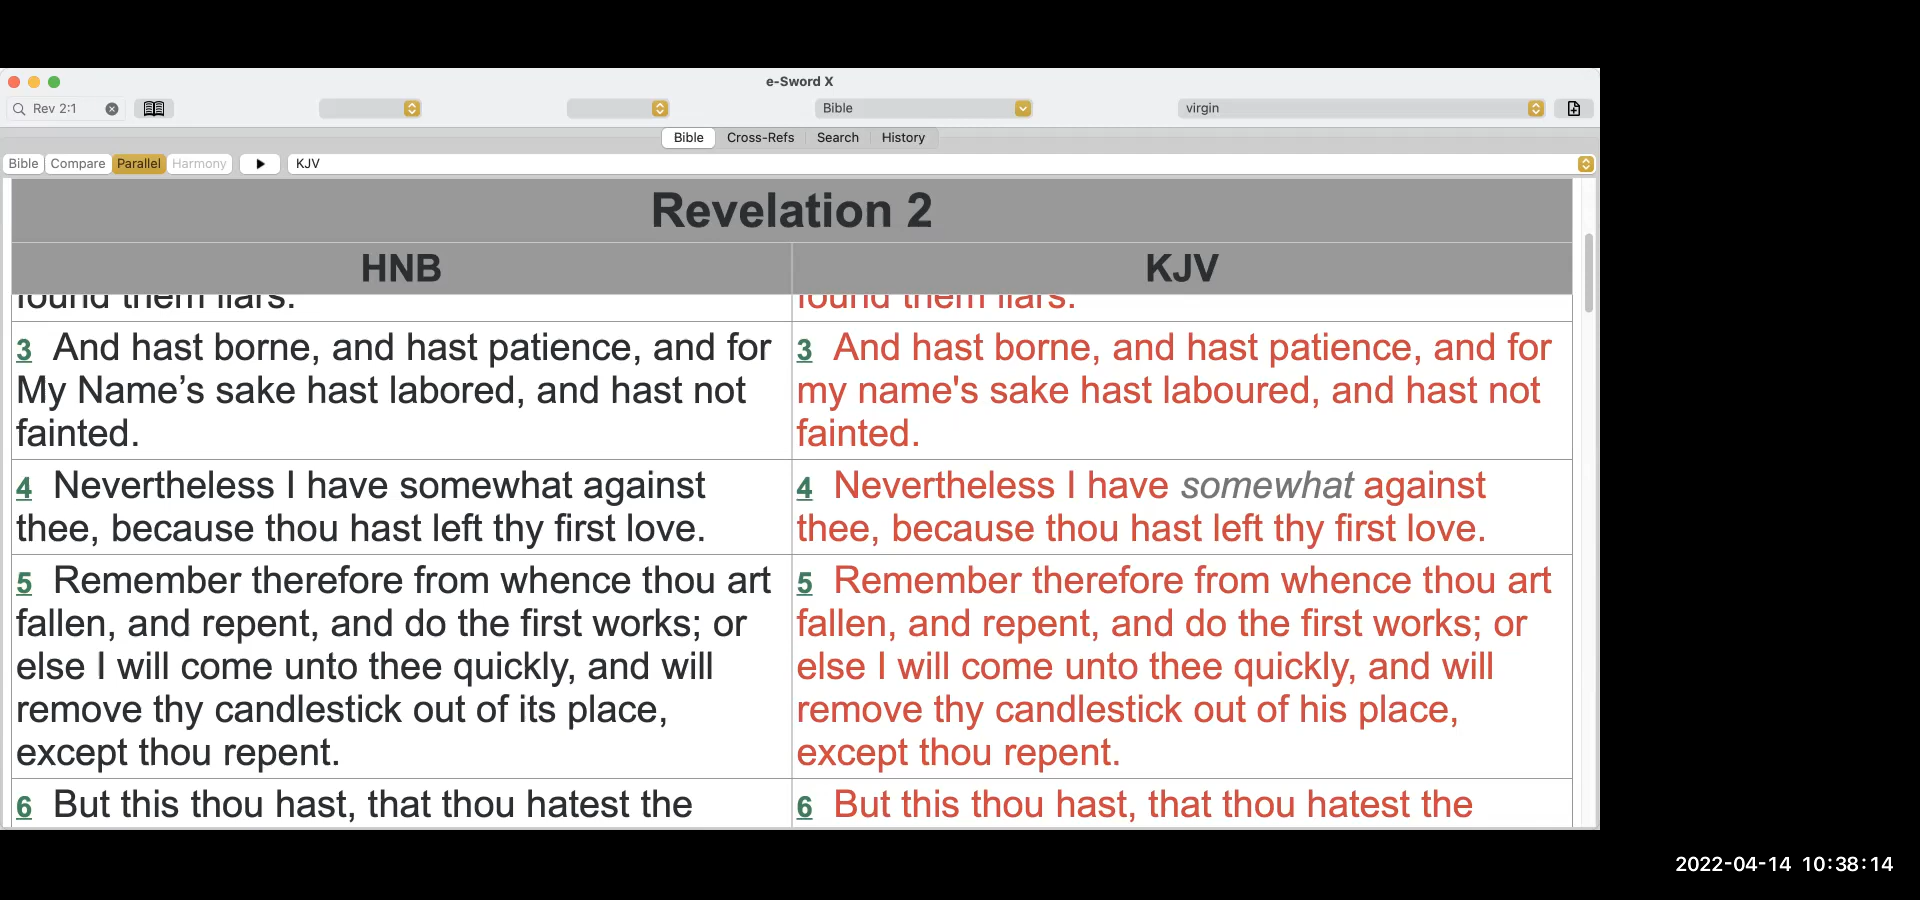 e-Sword X
Rev 2:1
Bible
virgin
Bible Cross-Refs Search History
Bible Compare Parallel Harmony KJV
Revelation 2
HNB
KJV
found them liars.
3 And hast borne, and hast patience, and for
My Name’s sake hast labored, and hast not
fainted.
4 Nevertheless I have somewhat against
thee, because thou hast left thy first love.
5 Remember therefore from whence thou art
fallen, and repent, and do the first works; or
else I will come unto thee quickly, and will
remove thy candlestick out of its place,
except thou repent.
6 But this thou hast, that thou hatest the
found them liars.
3 And hast borne, and hast patience, and for
my name's sake hast laboured, and hast not
fainted.
4 Nevertheless I have somewhat against
thee, because thou hast left thy first love.
5 Remember therefore from whence thou art
fallen, and repent, and do the first works; or
else I will come unto thee quickly, and will
remove thy candlestick out of his place,
except thou repent.
6 But this thou hast, that thou hatest the
2022-04-14 10:38:14